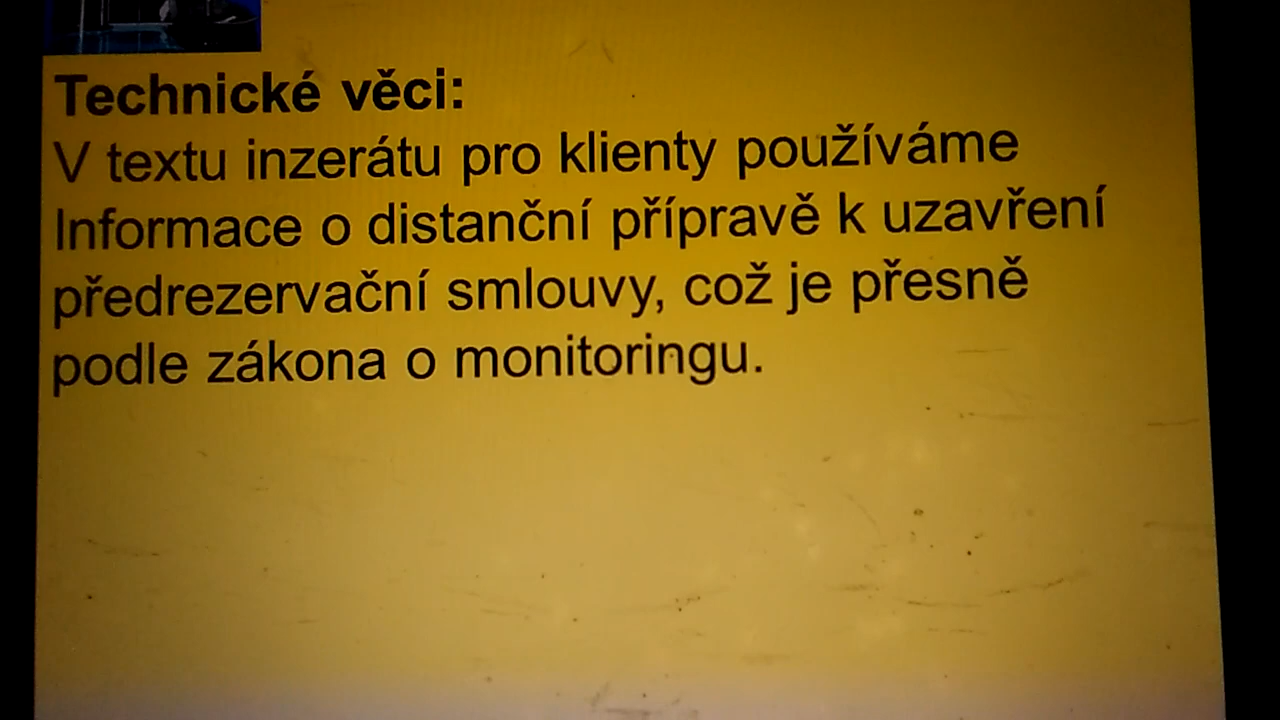 Technické věci:
V textu inzerátu pro klienty používáme
Informace o distanční přípravě k uzavření
předrezervační smlouvy, což je přesně
podle zákona o monitoringu.